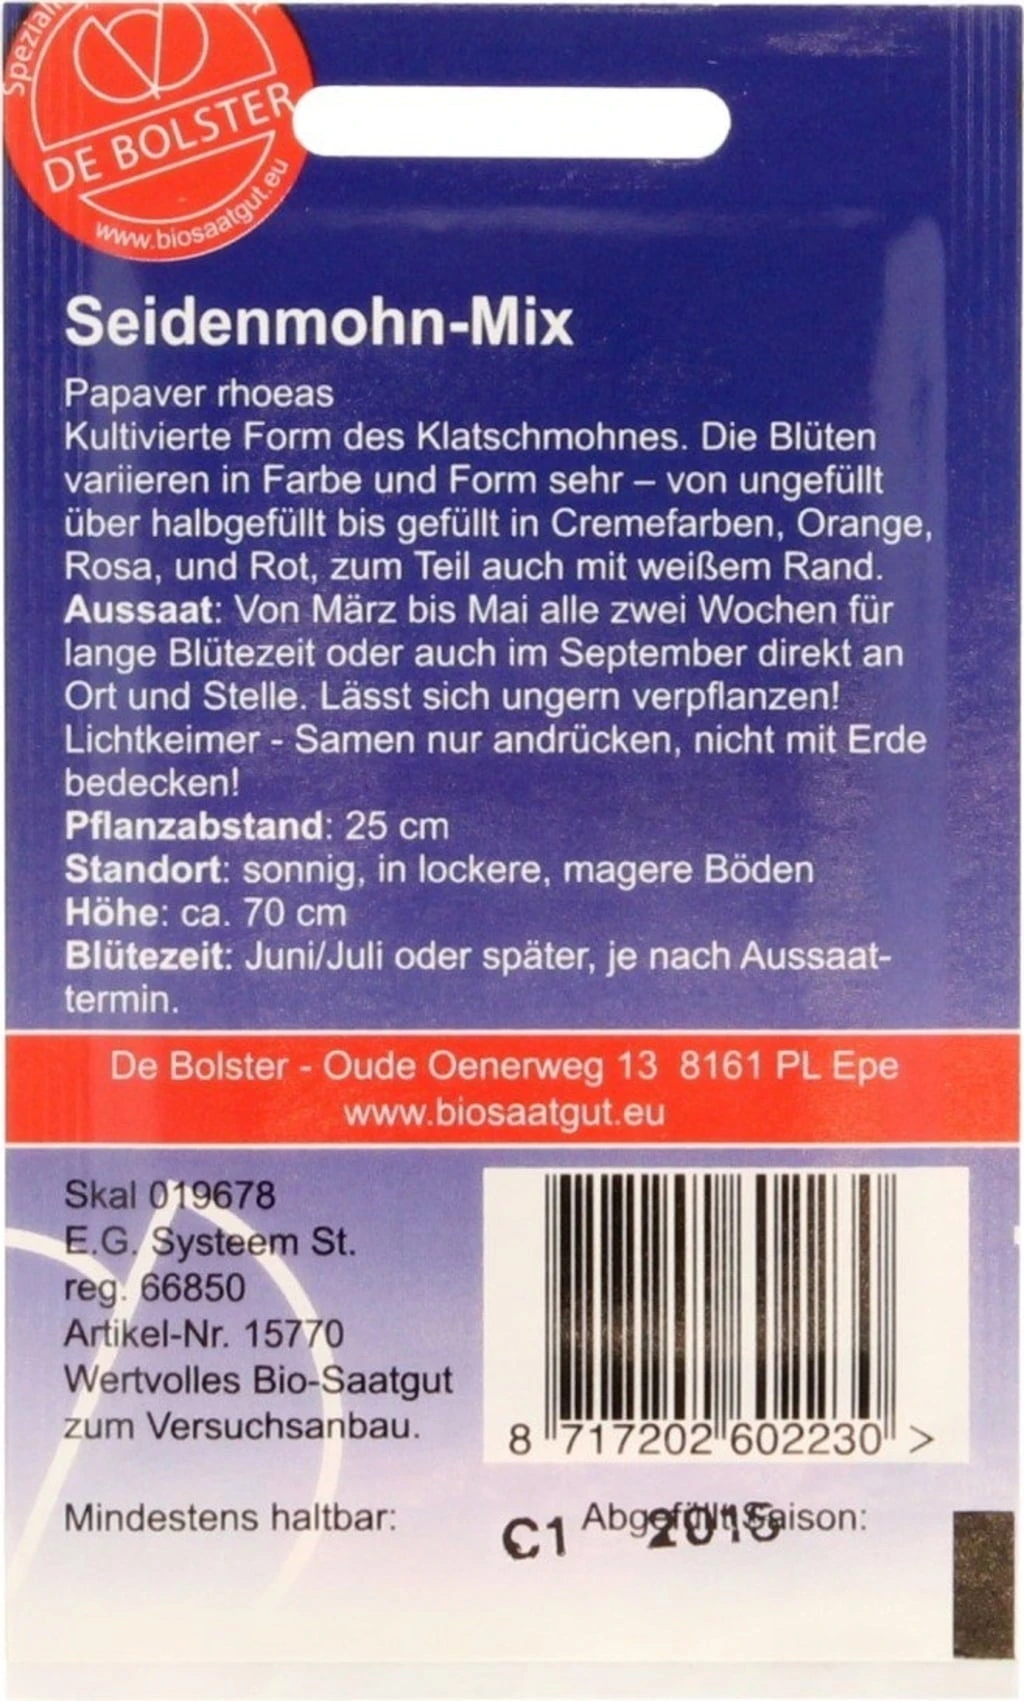 Spezial
DE BOLSTER
www.biosaatgut.eu
Seidenmohn-Mix
Papaver rhoeas
Kultivierte Form des Klatschmohnes. Die Blüten
variieren in Farbe und Form sehr – von ungefüllt
über halbgefüllt bis gefüllt in Cremefarben, Orange,
Rosa, und Rot, zum Teil auch mit weißem Rand.
Aussaat: Von März bis Mai alle zwei Wochen für
lange Blütezeit oder auch im September direkt an
Ort und Stelle. Lässt sich ungern verpflanzen!
Lichtkeimer - Samen nur andrücken, nicht mit Erde
bedecken!
Pflanzabstand: 25 cm
Standort: sonnig, in lockere, magere Böden
Höhe: ca. 70 cm
Blütezeit: Juni/Juli oder später, je nach Aussaat-
termin.
De Bolster - Oude Oenerweg 13 8161 PL Epe
www.biosaatgut.eu
Skal 019678
E.G. Systeem St.
reg. 66850
Artikel-Nr. 15770
Wertvolles Bio-Saatgut
zum Versuchsanbau.
8 717202 602230 >
Mindestens haltbar:
Abgefüllt Saison:
C1